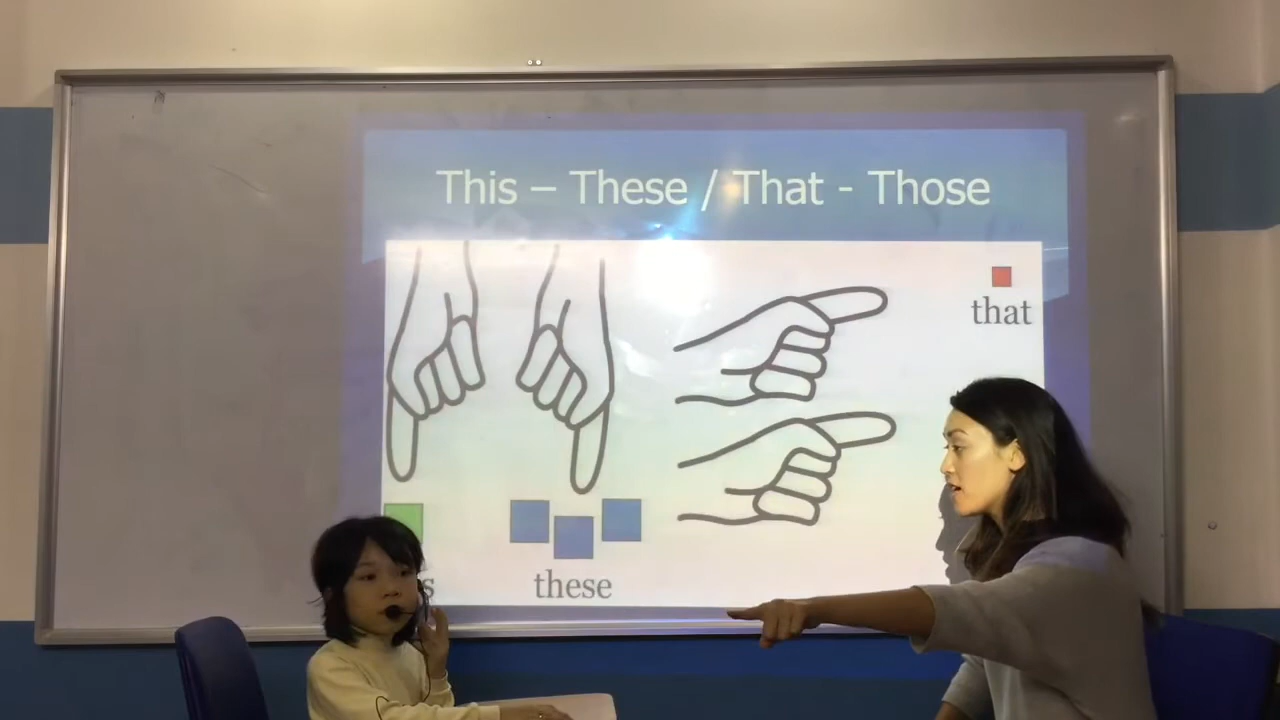 This – These / That - Those
that
s
these